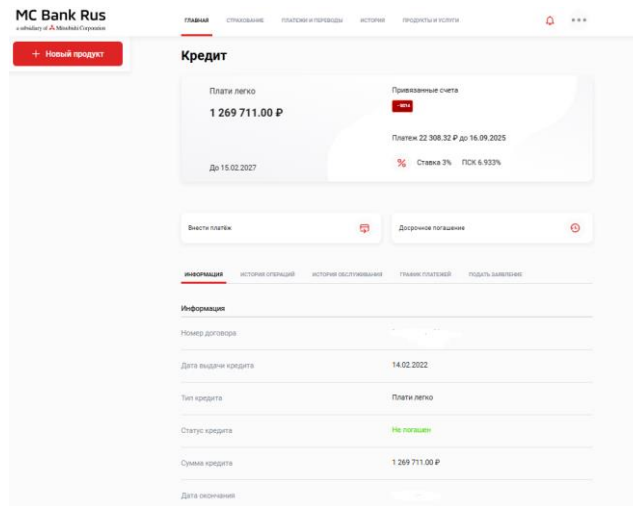 MC Bank Rus
a subsidiary of Mitsubishi Corporation
ГЛАВНАЯ СТРАХОВАНИЕ ПЛАТЕЖИ И ПЕРЕВОДЫ ИСТОРИЯ ПРОДУКТЫ И УСЛУГИ
+ Новый продукт
Кредит
Плати легко
1 269 711.00 ₽
До 15.02.2027
Привязанные счета
Платеж 22 308.32 ₽ до 16.09.2025
% Ставка 3% ПСК 6.933%
Внести платёж
Досрочное погашение
ИНФОРМАЦИЯ ИСТОРИЯ ОПЕРАЦИЙ ИСТОРИЯ ОБСЛУЖИВАНИЯ ГРАФИК ПЛАТЕЖЕЙ ПОДАТЬ ЗАЯВЛЕНИЕ
Информация
Номер договора
Дата выдачи кредита 14.02.2022
Тип кредита Плати легко
Статус кредита Не погашен
Сумма кредита 1 269 711.00 ₽
Дата окончания